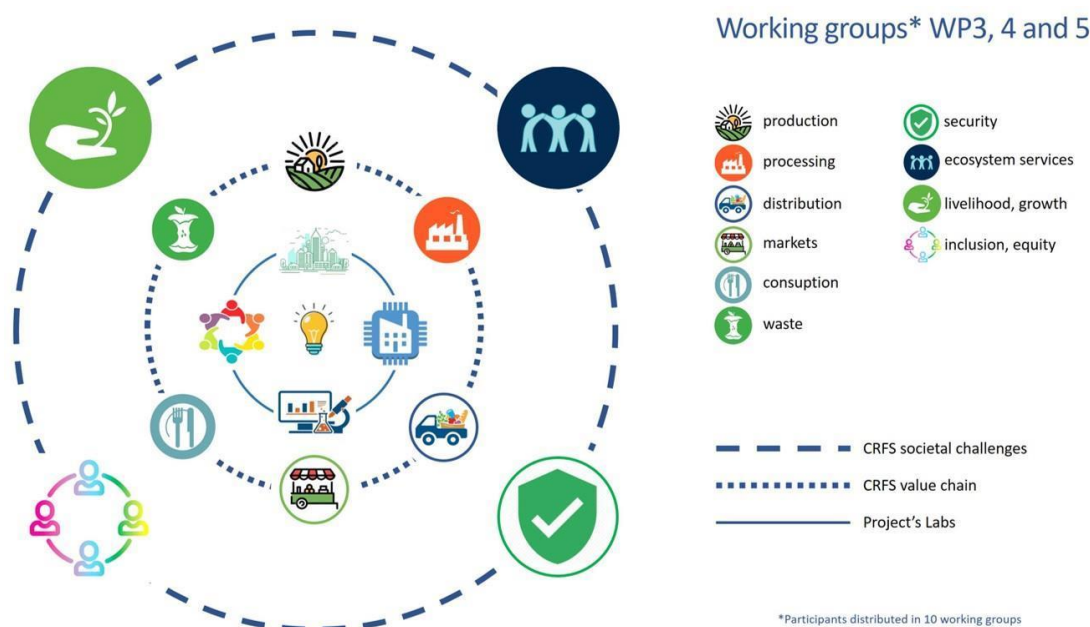 Working groups* WP3, 4 and 5
production
processing
distribution
markets
consuption
waste
security
ecosystem services
livelihood, growth
inclusion, equity
CRFS societal challenges
CRFS value chain
Project's Labs
*Participants distributed in 10 working groups